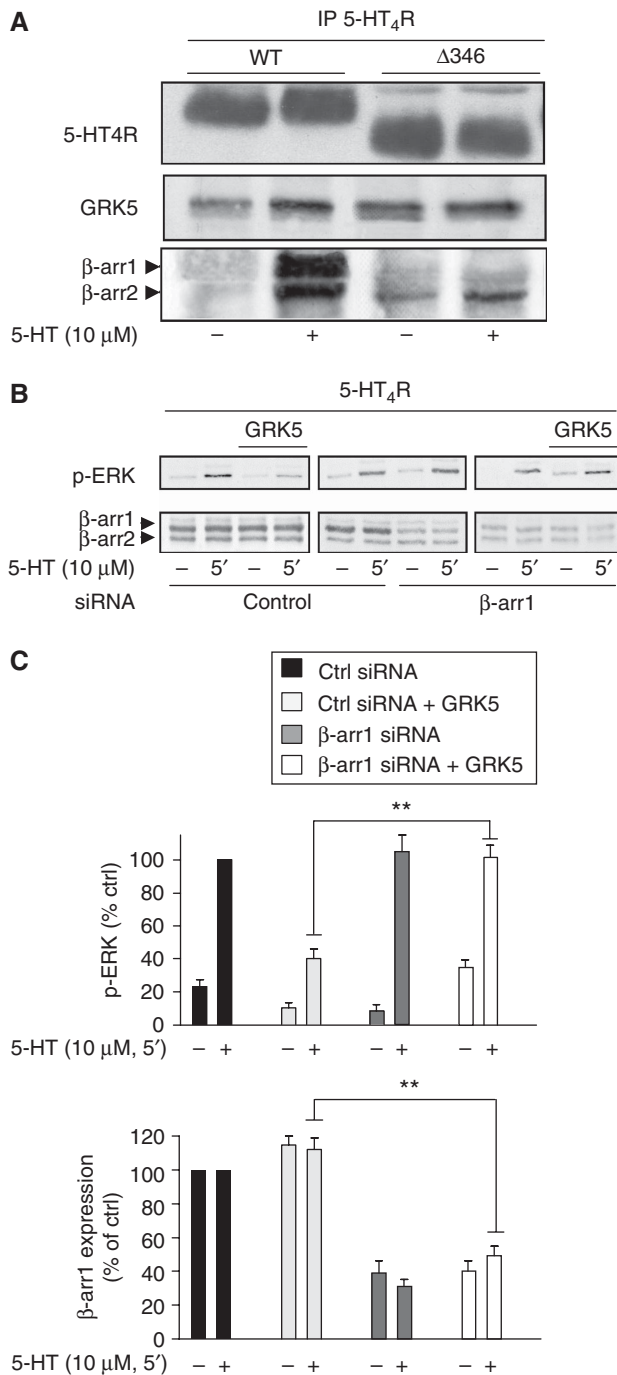 A
IP 5-HT4R
WT Δ346
5-HT4R
GRK5
β-arr1
β-arr2
5-HT (10 μM) – + – +
B
5-HT4R
GRK5 GRK5
p-ERK
β-arr1
β-arr2
5-HT (10 μM) – 5′ – 5′ – 5′ – 5′ – 5′ – 5′
siRNA Control β-arr1
C
Ctrl siRNA
Ctrl siRNA + GRK5
β-arr1 siRNA
β-arr1 siRNA + GRK5
**
p-ERK (% ctrl)
100
80
60
40
20
0
5-HT (10 μM, 5′) – + – + – + – +
**
β-arr1 expression
(% of ctrl)
120
100
80
60
40
20
0
5-HT (10 μM, 5′) – + – + – + – +